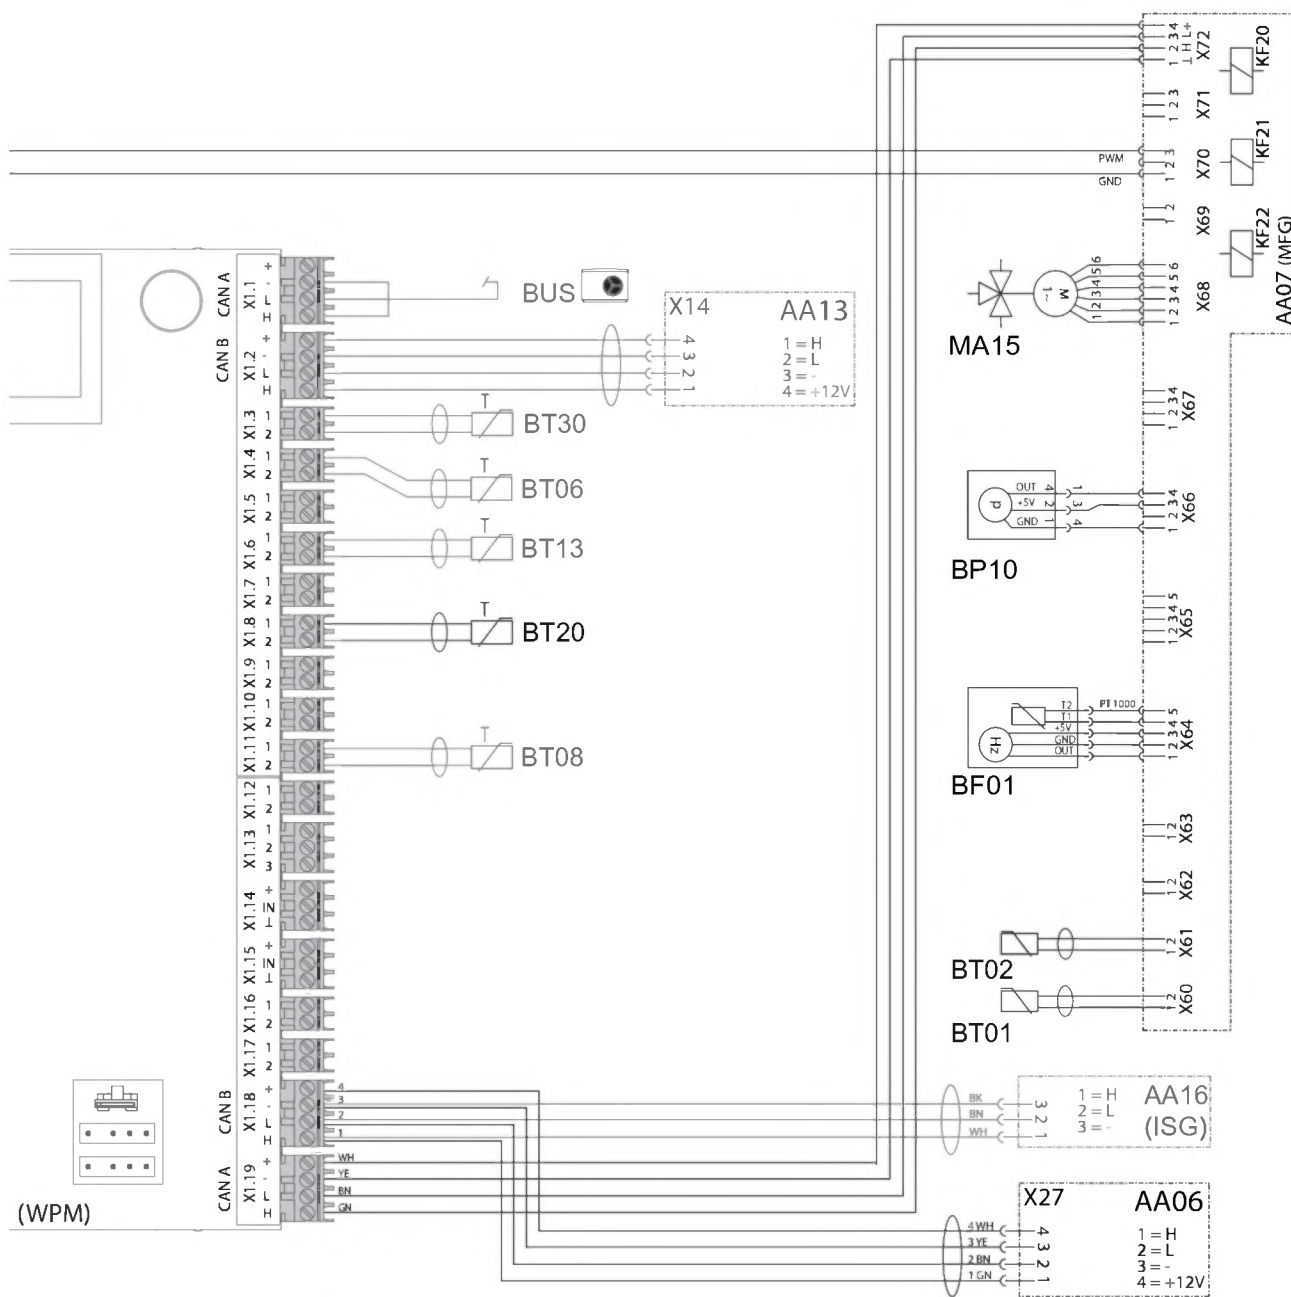 4 3 2 1
+ L H ⊥
X72
KF20
3 2 1
X71
PWM
GND
3 2 1
X70
KF21
2 1
X69
KF22
AA07 (MFG)
6 5 4 3 2 1
6 5 4 3 2 1
X68
M
1~
MA15
CAN A
X1.1
+
-
L
H
BUS
CAN B
X1.2
+
-
L
H
X14 AA13
4 1 = H
3 2 = L
2 3 = -
1 4 = +12V
X1.3
1
2
T
BT30
4 3 2 1
X67
X1.4
1
2
T
BT06
X1.5
1
2
OUT 4 1
+5V 2 3
GND 1 4
p
4 3 2 1
X66
BP10
X1.6
1
2
T
BT13
X1.7
1
2
5 4 3 2 1
X65
X1.8
1
2
T
BT20
X1.9
1
2
X1.10
1
2
T2 PT 1000
T1
+5V
GND
OUT
Hz
5 4 3 2 1
X64
BF01
X1.11
1
2
T
BT08
X1.12
1
2
X1.13
1
2
3
2 1
X63
X1.14
+
IN
⊥
2 1
X62
X1.15
+
IN
⊥
2 1
X61
BT02
X1.16
1
2
2 1
X60
BT01
X1.17
1
2
CAN B
X1.18
+
-
L
H
4
3
2
1
BK 3
BN 2
WH 1
1 = H
2 = L
3 = -
AA16
(ISG)
CAN A
X1.19
+
-
L
H
WH
YE
BN
GN
(WPM)
X27 AA06
4 WH 4 1 = H
3 YE 3 2 = L
2 BN 2 3 = -
1 GN 1 4 = +12V